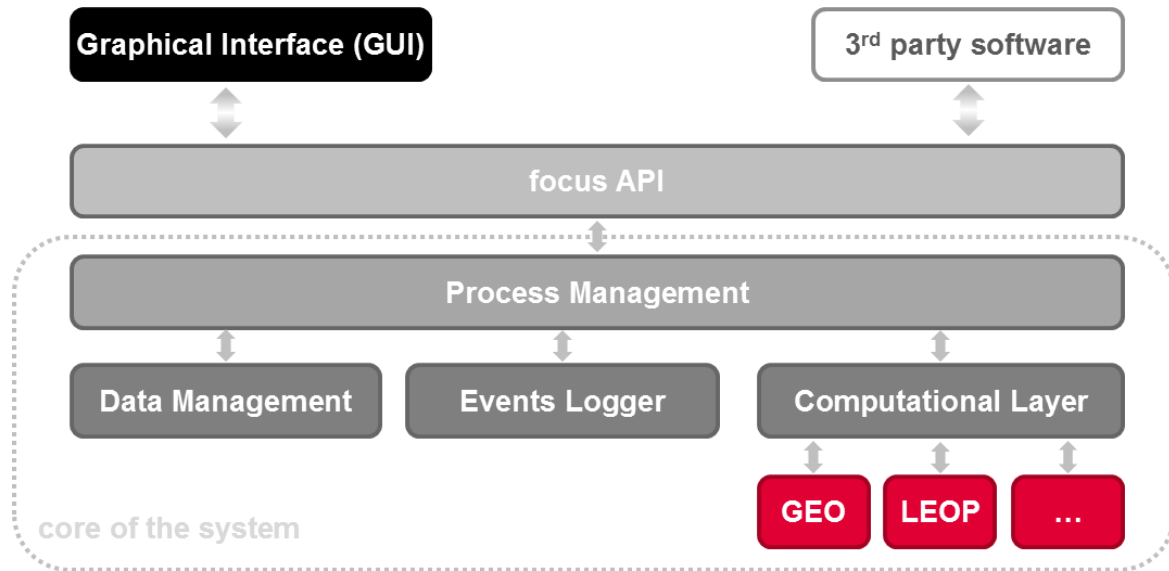 Graphical Interface (GUI)
3rd party software
focus API
Process Management
Data Management
Events Logger
Computational Layer
GEO
LEOP
...
core of the system